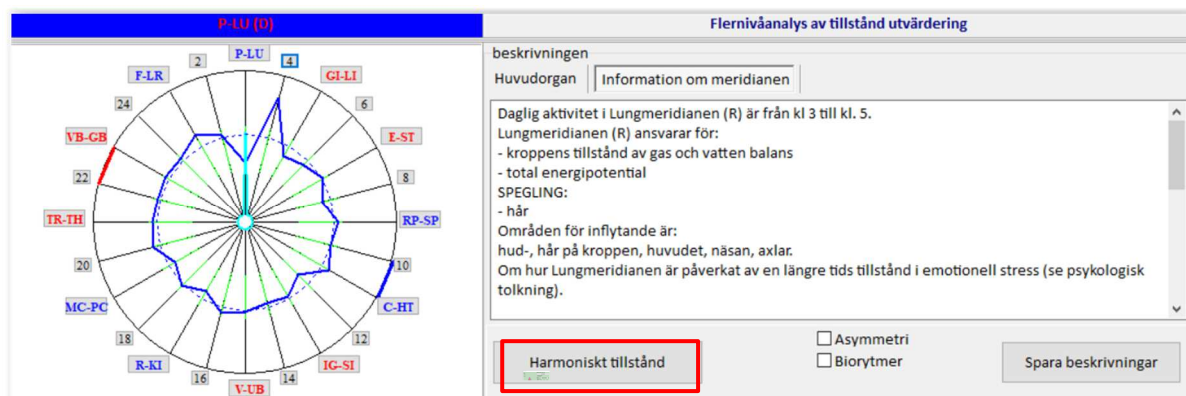 P-LU (D)
Flernivåanalys av tillstånd utvärdering
P-LU
4
GI-LI
6
E-ST
8
RP-SP
10
C-HT
12
IG-SI
14
V-UB
16
R-KI
18
MC-PC
20
TR-TH
22
VB-GB
24
F-LR
2
beskrivningen
Huvudorgan
Information om meridianen
Daglig aktivitet i Lungmeridianen (R) är från kl 3 till kl. 5.
Lungmeridianen (R) ansvarar för:
- kroppens tillstånd av gas och vatten balans
- total energipotential
SPEGLING:
- hår
Områden för inflytande är:
hud-, hår på kroppen, huvudet, näsan, axlar.
Om hur Lungmeridianen är påverkat av en längre tids tillstånd i emotionell stress (se psykologisk
tolkning).
Harmoniskt tillstånd
Asymmetri
Biorytmer
Spara beskrivningar